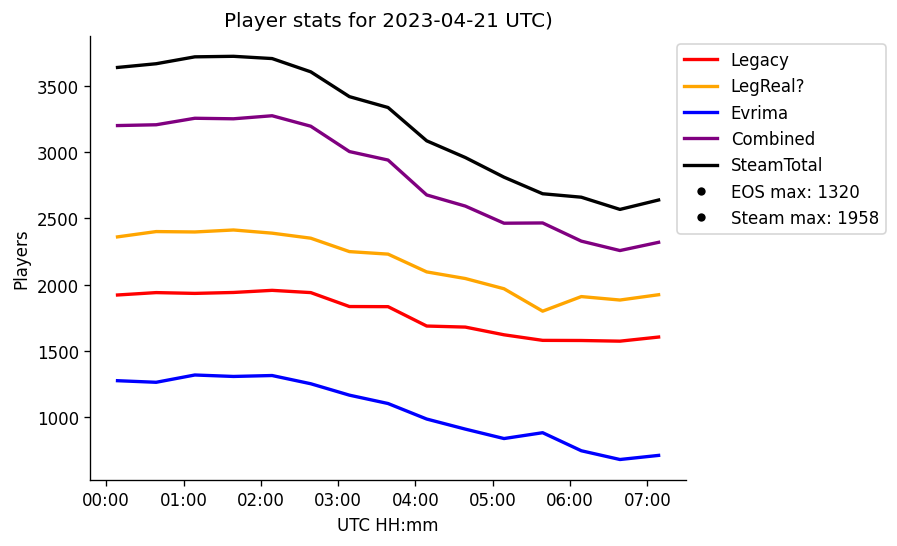 Player stats for 2023-04-21 UTC)
Players
3500
3000
2500
2000
1500
1000
00:00 01:00 02:00 03:00 04:00 05:00 06:00 07:00
UTC HH:mm
Legacy
LegReal?
Evrima
Combined
SteamTotal
EOS max: 1320
Steam max: 1958